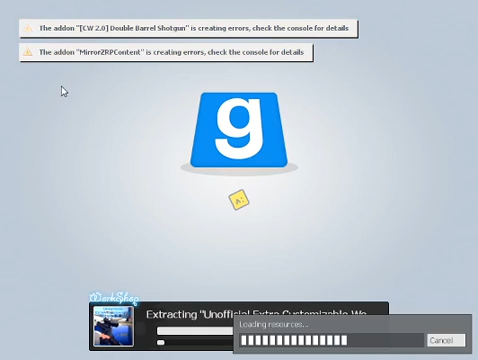 The addon "[CW 2.0] Double Barrel Shotgun" is creating errors, check the console for details
The addon "MirrorZRPContent" is creating errors, check the console for details
g
WorkShop
Extracting "Unofficial Extra Customizable We...
Loading resources...
Cancel